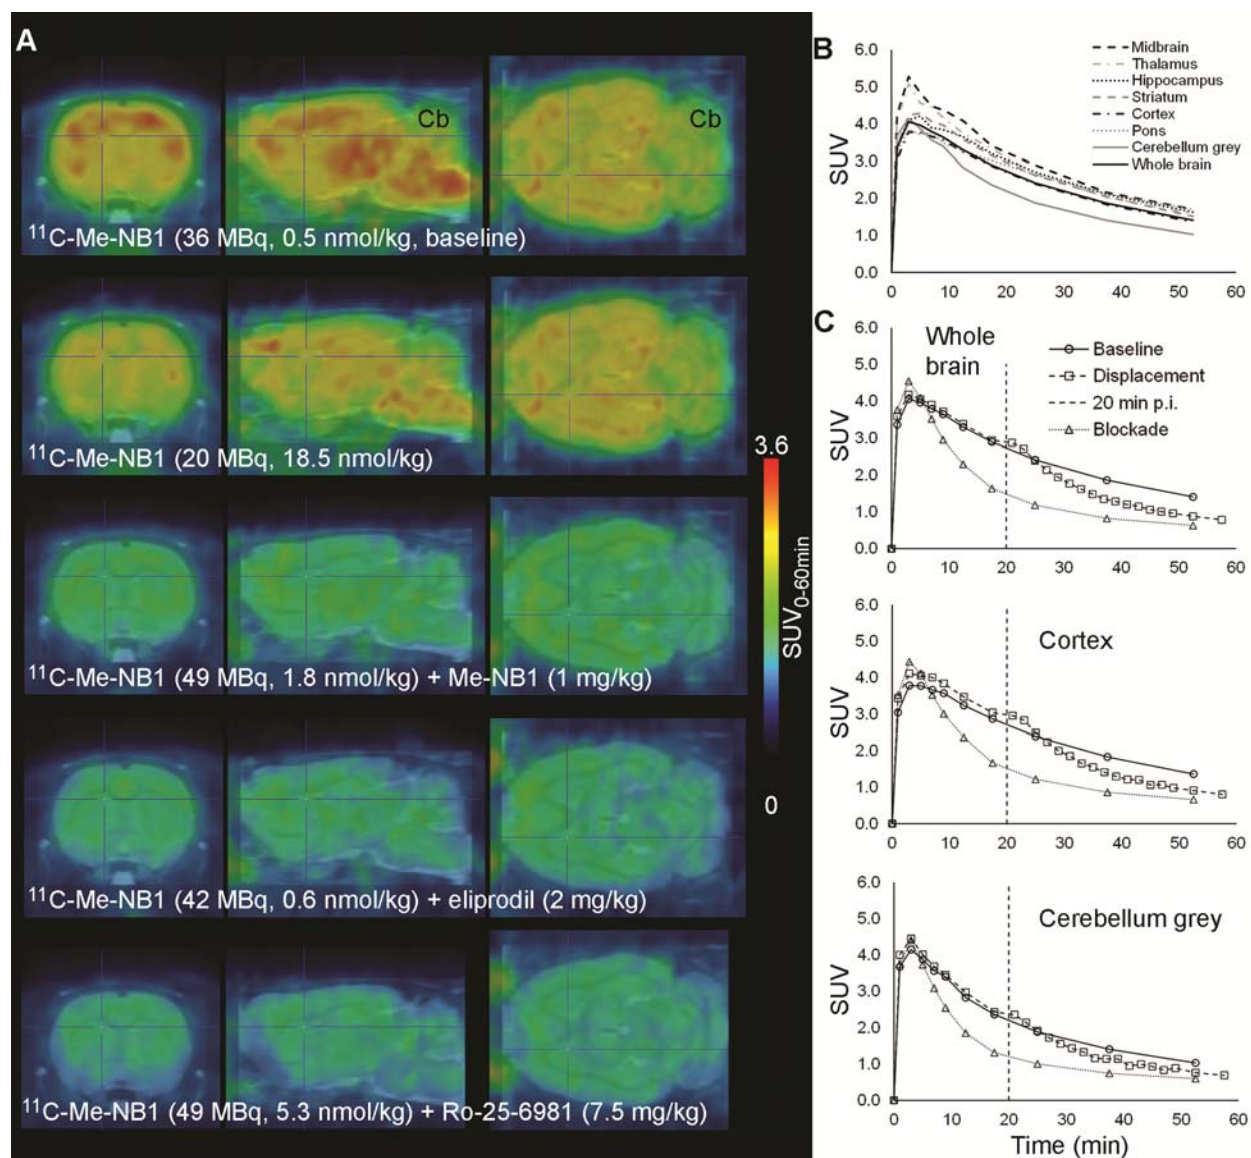 A
Cb
Cb
¹¹C-Me-NB1 (36 MBq, 0.5 nmol/kg, baseline)
¹¹C-Me-NB1 (20 MBq, 18.5 nmol/kg)
¹¹C-Me-NB1 (49 MBq, 1.8 nmol/kg) + Me-NB1 (1 mg/kg)
¹¹C-Me-NB1 (42 MBq, 0.6 nmol/kg) + eliprodil (2 mg/kg)
¹¹C-Me-NB1 (49 MBq, 5.3 nmol/kg) + Ro-25-6981 (7.5 mg/kg)
3.6
SUV0-60min
0
B
6.0
5.0
4.0
3.0
2.0
1.0
0.0
SUV
Midbrain
Thalamus
Hippocampus
Striatum
Cortex
Pons
Cerebellum grey
Whole brain
0 10 20 30 40 50 60
C
6.0
5.0
4.0
3.0
2.0
1.0
0.0
SUV
Whole
brain
Baseline
Displacement
20 min p.i.
Blockade
0 10 20 30 40 50 60
6.0
5.0
4.0
3.0
2.0
1.0
0.0
SUV
Cortex
0 10 20 30 40 50 60
6.0
5.0
4.0
3.0
2.0
1.0
0.0
SUV
Cerebellum grey
0 10 20 30 40 50 60
Time (min)